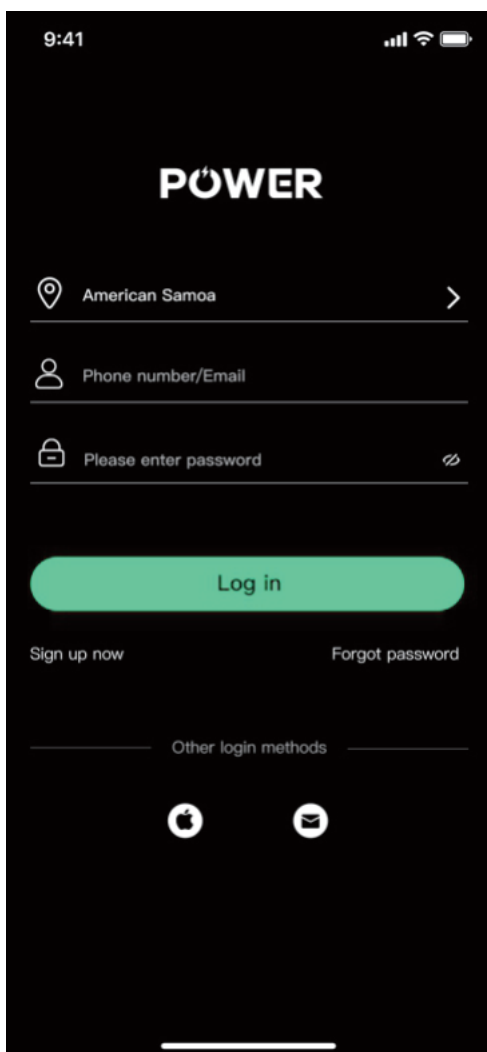 9:41
POWER
American Samoa
Phone number/Email
Please enter password
Log in
Sign up now
Forgot password
Other login methods